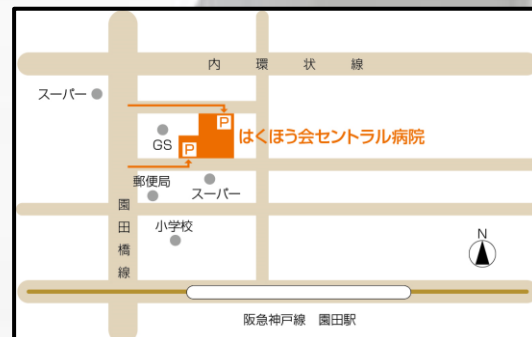 内環状線
スーパー
P
はくほう会セントラル病院
GS
P
郵便局
スーパー
園田橋線
小学校
N
阪急神戸線 園田駅